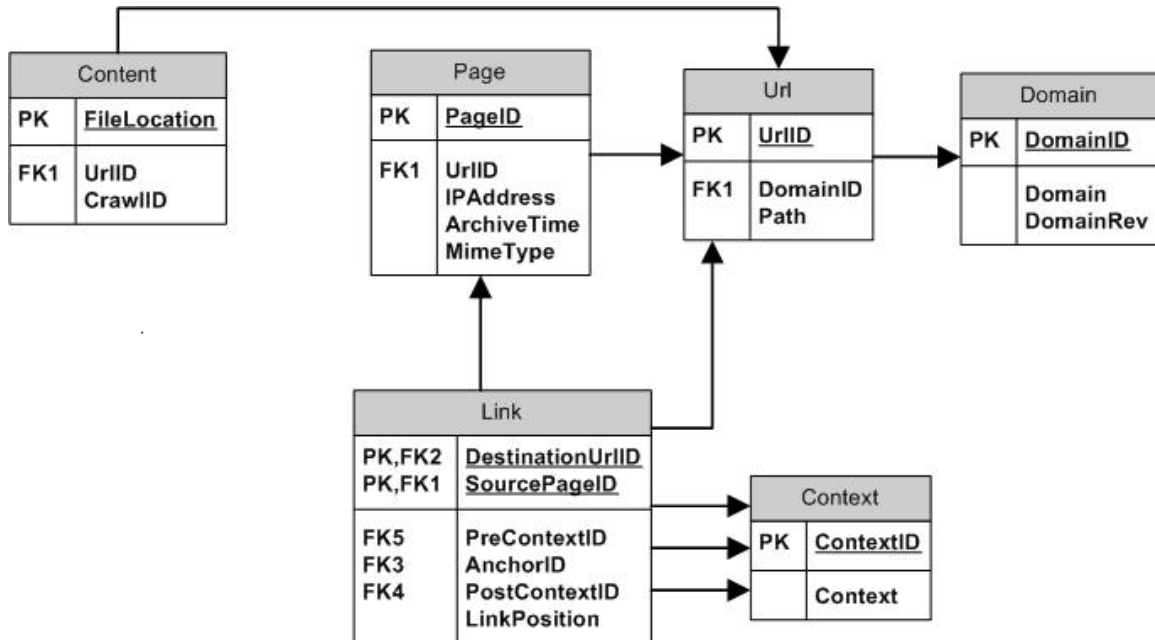 Content
PK FileLocation
FK1 UrlID
CrawlID
Page
PK PageID
FK1 UrlID
IPAddress
ArchiveTime
MimeType
Url
PK UrlID
FK1 DomainID
Path
Domain
PK DomainID
Domain
DomainRev
Link
PK,FK2 DestinationUrlID
PK,FK1 SourcePageID
FK5 PreContextID
FK3 AnchorID
FK4 PostContextID
LinkPosition
Context
PK ContextID
Context